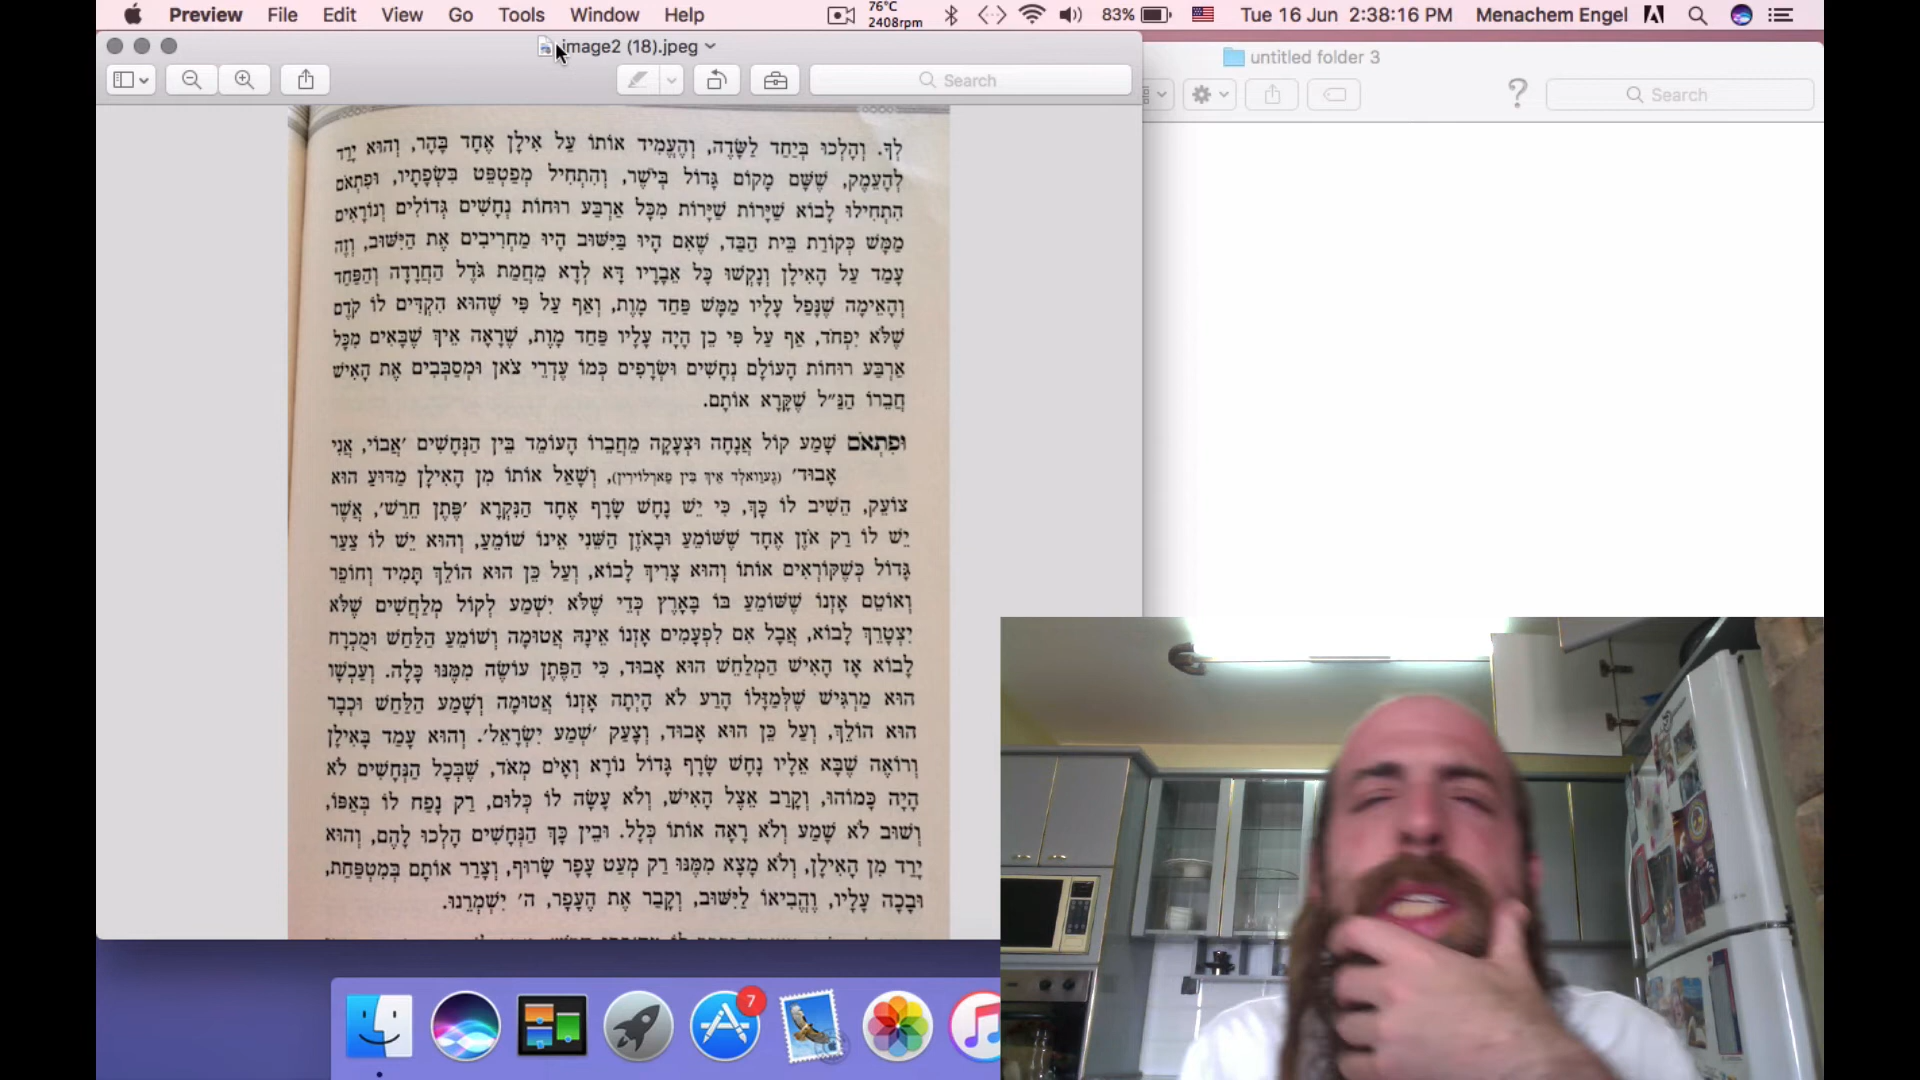 Preview File Edit View Go Tools Window Help 76°C 2408rpm 83% Tue 16 Jun 2:38:16 PM Menachem Engel
image2 (18).jpeg
Search
untitled folder 3
Search
לְךָ. וְהָלְכוּ בְּיַחַד לַשָּׂדֶה, וְהֶעֱמִיד אוֹתוֹ עַל אִילָן אֶחָד בָּהָר, וְהוּא יָרַד
לְהָעֵמֶק, שֶׁשָּׁם מָקוֹם גָּדוֹל בְּיֹשֶׁר, וְהִתְחִיל מְפַטְפֵּט בִּשְׂפָתָיו, וּפִתְאֹם
הִתְחִילוּ לָבוֹא שַׁיָּרוֹת שַׁיָּרוֹת מִכָּל אַרְבַּע רוּחוֹת נְחָשִׁים גְּדוֹלִים וְנוֹרָאִים
מַמָּשׁ כְּקוֹרַת בֵּית הַבַּד, שֶׁאִם הָיוּ בַּיִּשּׁוּב הָיוּ מַחְרִיבִים אֶת הַיִּשּׁוּב, וְזֶה
עָמַד עַל הָאִילָן וְנָקְשׁוּ כָּל אֵבָרָיו דָּא לְדָא מֵחֲמַת גֹּדֶל הַחֲרָדָה וְהַפַּחַד
וְהָאֵימָה שֶׁנָּפַל עָלָיו מַמָּשׁ פַּחַד מָוֶת, וְאַף עַל פִּי שֶׁהוּא הִקְדִּים לוֹ קֹדֶם
שֶׁלֹּא יִפְחֹד, אַף עַל פִּי כֵן הָיָה עָלָיו פַּחַד מָוֶת, שֶׁרָאָה אֵיךְ שֶׁבָּאִים מִכָּל
אַרְבַּע רוּחוֹת הָעוֹלָם נְחָשִׁים וּשְׂרָפִים כְּמוֹ עֶדְרֵי צֹאן וּמְסַבְּבִים אֶת הָאִישׁ
חֲבֵרוֹ הַנַּ״ל שֶׁקָּרָא אוֹתָם.
וּפִתְאֹם שָׁמַע קוֹל אֲנָחָה וּצְעָקָה מֵחֲבֵרוֹ הָעוֹמֵד בֵּין הַנְּחָשִׁים ׳אֲבוֹי, אֲנִי
אָבוּד׳ (געוואלד איך בין פארלוירין), וְשָׁאַל אוֹתוֹ מִן הָאִילָן מַדּוּעַ הוּא
צוֹעֵק, הֵשִׁיב לוֹ כָּךְ, כִּי יֵשׁ נָחָשׁ שָׂרָף אֶחָד הַנִּקְרָא ׳פֶּתֶן חֵרֵשׁ׳, אֲשֶׁר
יֵשׁ לוֹ רַק אֹזֶן אֶחָד שֶׁשּׁוֹמֵעַ וּבָאֹזֶן הַשֵּׁנִי אֵינוֹ שׁוֹמֵעַ, וְהוּא יֵשׁ לוֹ צַעַר
גָּדוֹל כְּשֶׁקּוֹרְאִים אוֹתוֹ וְהוּא צָרִיךְ לָבוֹא, וְעַל כֵּן הוּא הוֹלֵךְ תָּמִיד וְחוֹפֵר
וְאוֹטֵם אָזְנוֹ שֶׁשּׁוֹמֵעַ בּוֹ בָּאָרֶץ כְּדֵי שֶׁלֹּא יִשְׁמַע לְקוֹל מְלַחֲשִׁים שֶׁלֹּא
יִצְטָרֵךְ לָבוֹא, אֲבָל אִם לִפְעָמִים אָזְנוֹ אֵינָהּ אֲטוּמָה וְשׁוֹמֵעַ הַלַּחַשׁ וּמֻכְרָח
לָבוֹא אָז הָאִישׁ הַמְלַחֵשׁ הוּא אָבוּד, כִּי הַפֶּתֶן עוֹשֶׂה מִמֶּנּוּ כָּלָה. וְעַכְשָׁו
הוּא מַרְגִּישׁ שֶׁלְּמַזָּלוֹ הָרַע לֹא הָיְתָה אָזְנוֹ אֲטוּמָה וְשָׁמַע הַלַּחַשׁ וּכְבָר
הוּא הוֹלֵךְ, וְעַל כֵּן הוּא אָבוּד, וְצָעַק ׳שְׁמַע יִשְׂרָאֵל׳. וְהוּא עָמַד בָּאִילָן
וְרוֹאֶה שֶׁבָּא אֵלָיו נָחָשׁ שָׂרָף גָּדוֹל נוֹרָא וְאָיֹם מְאֹד, שֶׁבְּכָל הַנְּחָשִׁים לֹא
הָיָה כָּמוֹהוּ, וְקָרַב אֵצֶל הָאִישׁ, וְלֹא עָשָׂה לוֹ כְּלוּם, רַק נָפַח לוֹ בְּאַפּוֹ,
וְשׁוּב לֹא שָׁמַע וְלֹא רָאָה אוֹתוֹ כְּלָל. וּבֵין כָּךְ הַנְּחָשִׁים הָלְכוּ לָהֶם, וְהוּא
יָרַד מִן הָאִילָן, וְלֹא מָצָא מִמֶּנּוּ רַק מְעַט עָפָר שָׂרוּף, וְצָרַר אוֹתָם בְּמִטְפַּחַת,
וּבָכָה עָלָיו, וֶהֱבִיאוֹ לַיִּשּׁוּב, וְקָבַר אֶת הֶעָפָר, ה׳ יִשְׁמְרֵנוּ.
7